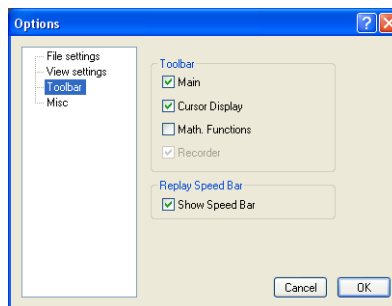 Options
File settings
View settings
Toolbar
Misc
Toolbar
Main
Cursor Display
Math. Functions
Recorder
Replay Speed Bar
Show Speed Bar
Cancel
OK